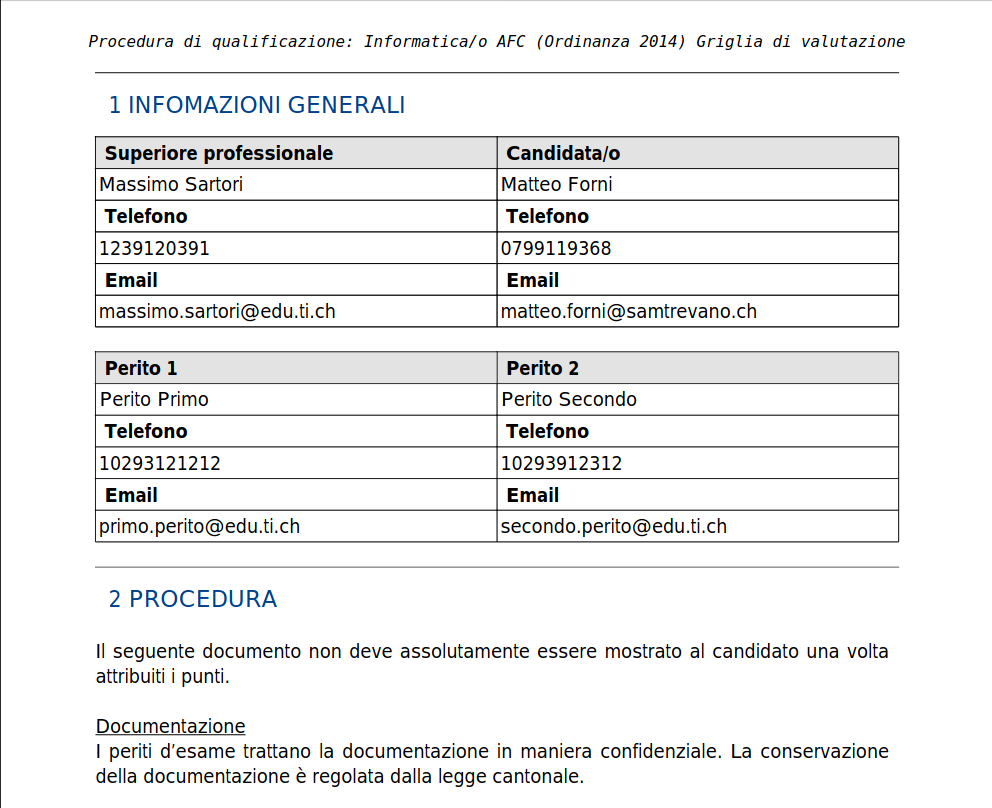 Procedura di qualificazione: Informatica/o AFC (Ordinanza 2014) Griglia di valutazione
1 INFOMAZIONI GENERALI
Superiore professionale Candidata/o
Massimo Sartori Matteo Forni
Telefono Telefono
1239120391 0799119368
Email Email
massimo.sartori@edu.ti.ch matteo.forni@samtrevano.ch
Perito 1 Perito 2
Perito Primo Perito Secondo
Telefono Telefono
10293121212 10293912312
Email Email
primo.perito@edu.ti.ch secondo.perito@edu.ti.ch
2 PROCEDURA
Il seguente documento non deve assolutamente essere mostrato al candidato una volta
attribuiti i punti.
Documentazione
I periti d’esame trattano la documentazione in maniera confidenziale. La conservazione
della documentazione è regolata dalla legge cantonale.